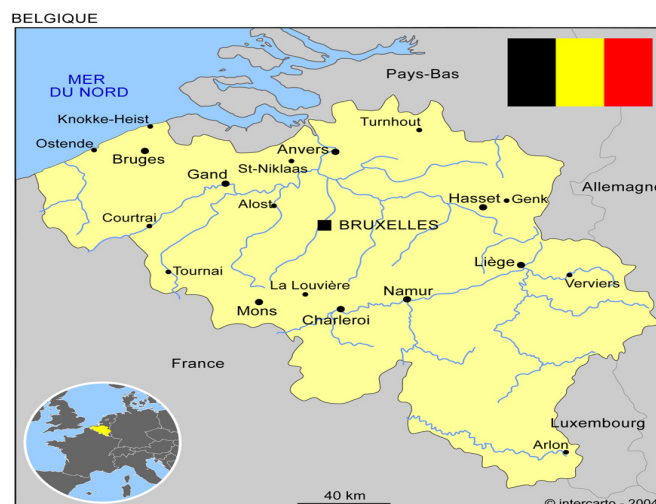 BELGIQUE
MER
DU NORD
Pays-Bas
Knokke-Heist
Turnhout
Ostende
Bruges
Anvers
St-Niklaas
Gand
Allemagne
Hasset
Genk
Alost
Courtrai
BRUXELLES
Liège
Tournai
Verviers
La Louvière
Namur
Mons
Charleroi
France
Luxembourg
Arlon
40 km
© intercarto - 2004